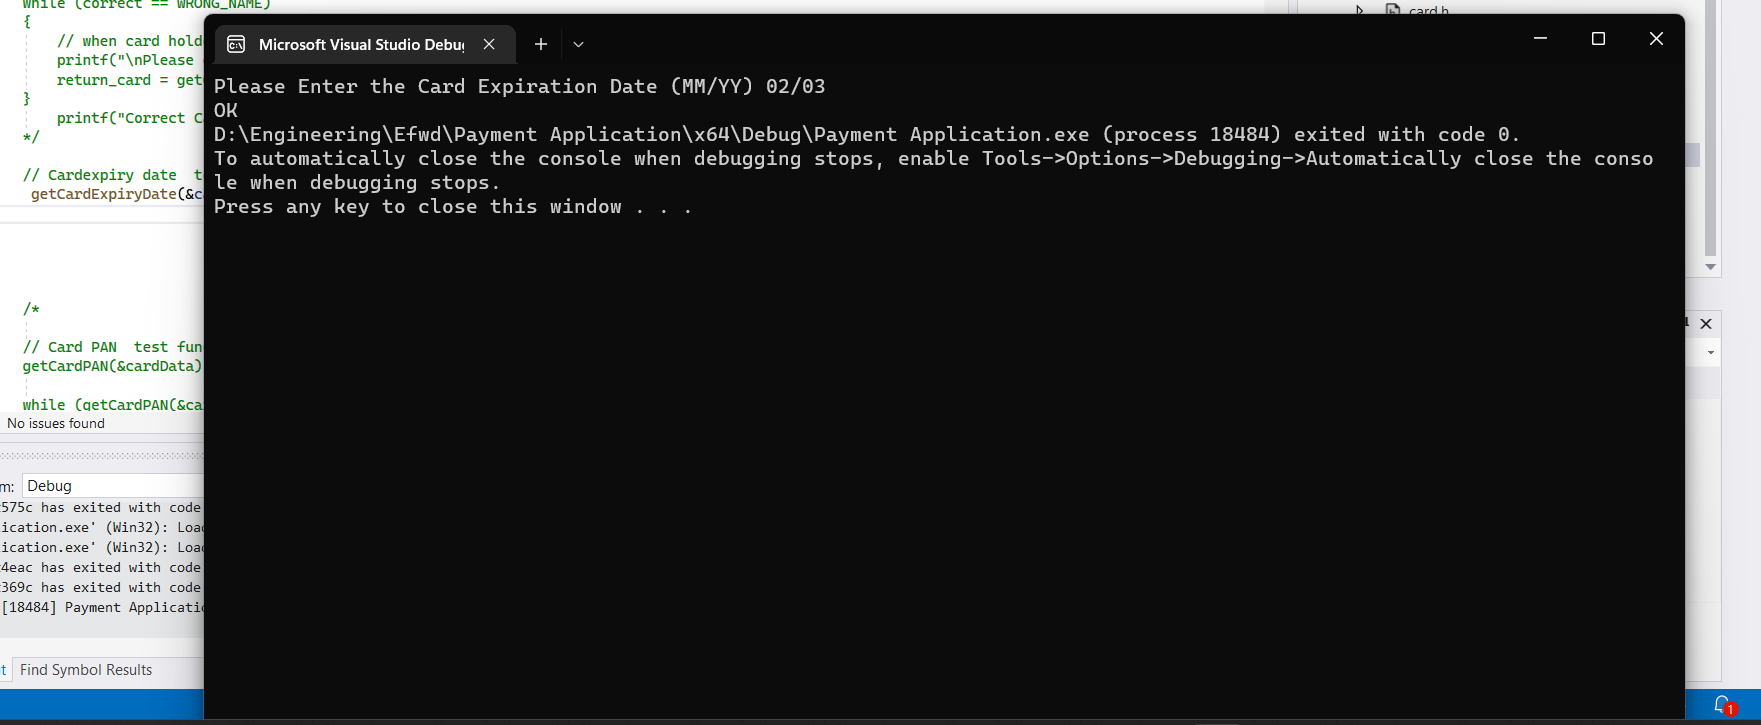 while (correct == WRONG_NAME)
{
// when card hold
printf("\nPlease
return_card = get
}
printf("Correct C
*/
// Cardexpiry date t
getCardExpiryDate(&c
/*
// Card PAN test fun
getCardPAN(&cardData)
while (getCardPAN(&ca
No issues found
m: Debug
575c has exited with code
ication.exe' (Win32): Load
ication.exe' (Win32): Load
4eac has exited with code
369c has exited with code
[18484] Payment Applicatio
t Find Symbol Results
Microsoft Visual Studio Debu
Please Enter the Card Expiration Date (MM/YY) 02/03
OK
D:\Engineering\Efwd\Payment Application\x64\Debug\Payment Application.exe (process 18484) exited with code 0.
To automatically close the console when debugging stops, enable Tools->Options->Debugging->Automatically close the conso
le when debugging stops.
Press any key to close this window . . .
card.h
1